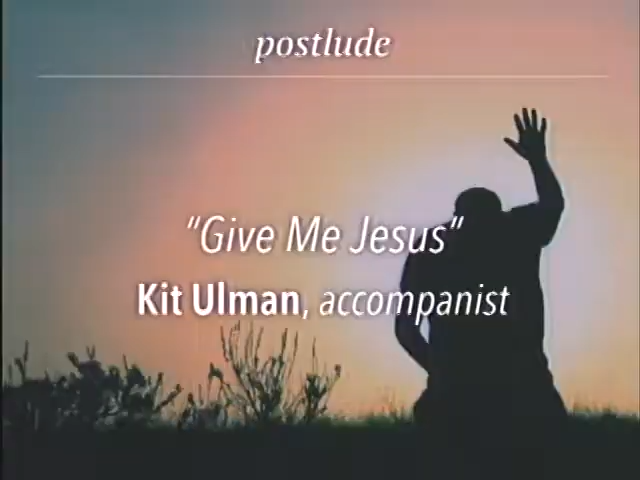 postlude
“Give Me Jesus“
Kit Ulman, accompanist